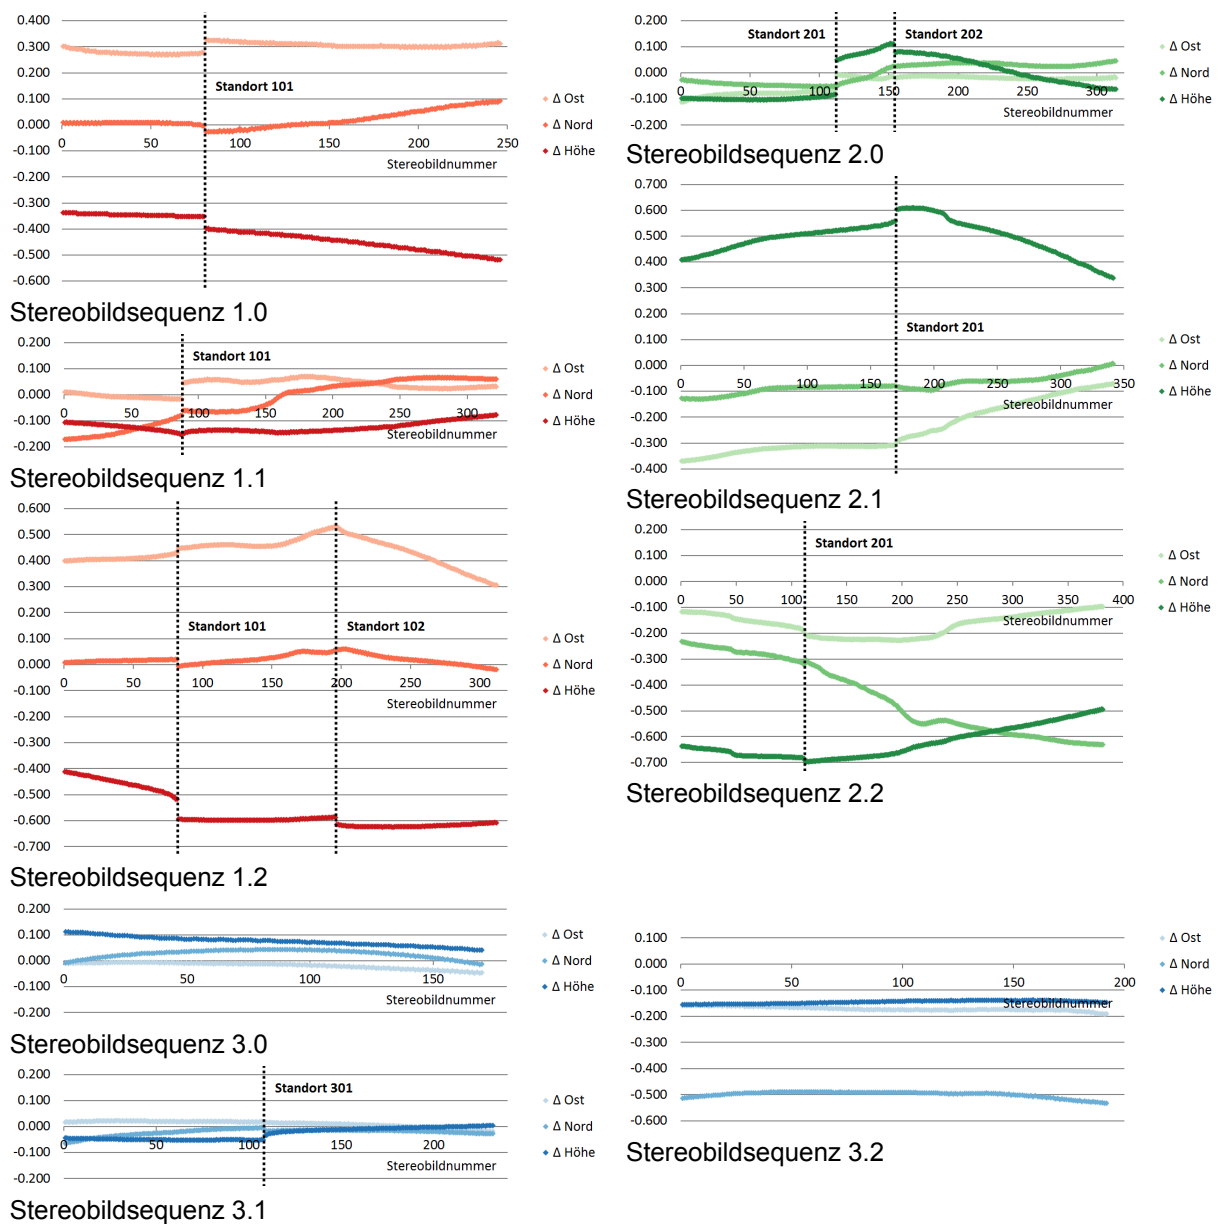 0.400
0.300
0.200
0.100
0.000
-0.100
-0.200
-0.300
-0.400
-0.500
-0.600
0 50 100 150 200 250
Standort 101
Stereobildnummer
Δ Ost
Δ Nord
Δ Höhe
Stereobildsequenz 1.0
0.200
0.100
0.000
-0.100
-0.200
0 50 100 150 200 250 300
Standort 101
Stereobildnummer
Δ Ost
Δ Nord
Δ Höhe
Stereobildsequenz 1.1
0.600
0.500
0.400
0.300
0.200
0.100
0.000
-0.100
-0.200
-0.300
-0.400
-0.500
-0.600
-0.700
0 50 100 150 200 250 300
Standort 101
Standort 102
Stereobildnummer
Δ Ost
Δ Nord
Δ Höhe
Stereobildsequenz 1.2
0.200
0.100
0.000
-0.100
-0.200
0 50 100 150
Stereobildnummer
Δ Ost
Δ Nord
Δ Höhe
Stereobildsequenz 3.0
0.200
0.100
0.000
-0.100
-0.200
0 50 100 150 200
Standort 301
Stereobildnummer
Δ Ost
Δ Nord
Δ Höhe
Stereobildsequenz 3.1
0.200
0.100
0.000
-0.100
-0.200
0 50 100 150 200 250 300
Standort 201
Standort 202
Stereobildnummer
Δ Ost
Δ Nord
Δ Höhe
Stereobildsequenz 2.0
0.700
0.600
0.500
0.400
0.300
0.200
0.100
0.000
-0.100
-0.200
-0.300
-0.400
0 50 100 150 200 250 300 350
Standort 201
Stereobildnummer
Δ Ost
Δ Nord
Δ Höhe
Stereobildsequenz 2.1
0.200
0.100
0.000
-0.100
-0.200
-0.300
-0.400
-0.500
-0.600
-0.700
0 50 100 150 200 250 300 350 400
Standort 201
Stereobildnummer
Δ Ost
Δ Nord
Δ Höhe
Stereobildsequenz 2.2
0.100
0.000
-0.100
-0.200
-0.300
-0.400
-0.500
-0.600
0 50 100 150 200
Stereobildnummer
Δ Ost
Δ Nord
Δ Höhe
Stereobildsequenz 3.2